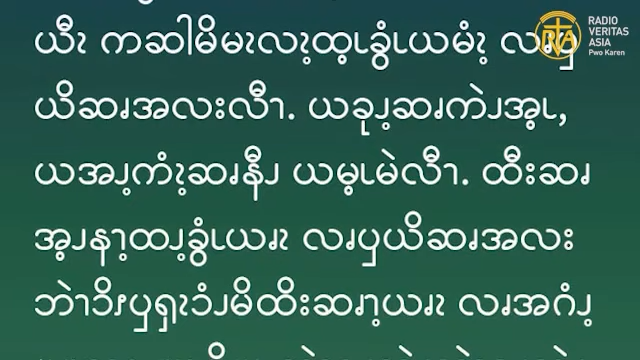 ယီၩ ကဆါမိမၩလၩ့ထ့ၬခွံၬယမံၩ့ လၧပှ
ယိဆၧအလးလီၫ. ယခုၪ့ဆၧကဲၪအ့ၬ,
ယအၪ့ကံၩ့ဆၧနီၪ ယမ့ၬမဲလီၫ. ထီးဆၧ
အ့ၪနၫ့ထၪ့ခွံၬယၧၩ လၧပှယိဆၧအလး
ဘဲၫဒိၭပှရှၩဒံၪမိထိးဆၧၫ့ယၧၩ လၧအဂံၪ့
RADIO
VERITAS
ASIA
Pwo Karen